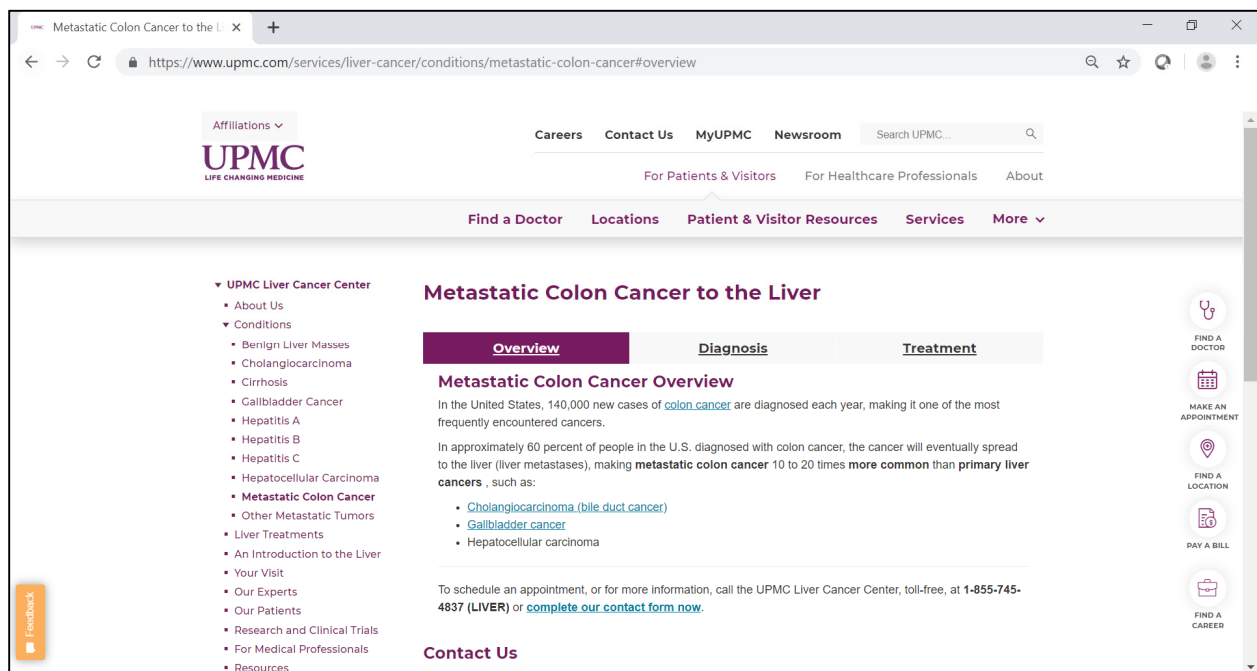 UPMC Metastatic Colon Cancer to the L
https://www.upmc.com/services/liver-cancer/conditions/metastatic-colon-cancer#overview
Affiliations
UPMC
LIFE CHANGING MEDICINE
Careers Contact Us MyUPMC Newsroom Search UPMC...
For Patients & Visitors For Healthcare Professionals About
Find a Doctor Locations Patient & Visitor Resources Services More
UPMC Liver Cancer Center
About Us
Conditions
Benign Liver Masses
Cholangiocarcinoma
Cirrhosis
Gallbladder Cancer
Hepatitis A
Hepatitis B
Hepatitis C
Hepatocellular Carcinoma
Metastatic Colon Cancer
Other Metastatic Tumors
Liver Treatments
An Introduction to the Liver
Your Visit
Our Experts
Our Patients
Research and Clinical Trials
For Medical Professionals
Resources
Metastatic Colon Cancer to the Liver
Overview Diagnosis Treatment
Metastatic Colon Cancer Overview
In the United States, 140,000 new cases of colon cancer are diagnosed each year, making it one of the most
frequently encountered cancers.
In approximately 60 percent of people in the U.S. diagnosed with colon cancer, the cancer will eventually spread
to the liver (liver metastases), making metastatic colon cancer 10 to 20 times more common than primary liver
cancers , such as:
• Cholangiocarcinoma (bile duct cancer)
• Gallbladder cancer
• Hepatocellular carcinoma
To schedule an appointment, or for more information, call the UPMC Liver Cancer Center, toll-free, at 1-855-745-
4837 (LIVER) or complete our contact form now.
Contact Us
FIND A
DOCTOR
MAKE AN
APPOINTMENT
FIND A
LOCATION
PAY A BILL
FIND A
CAREER
Feedback